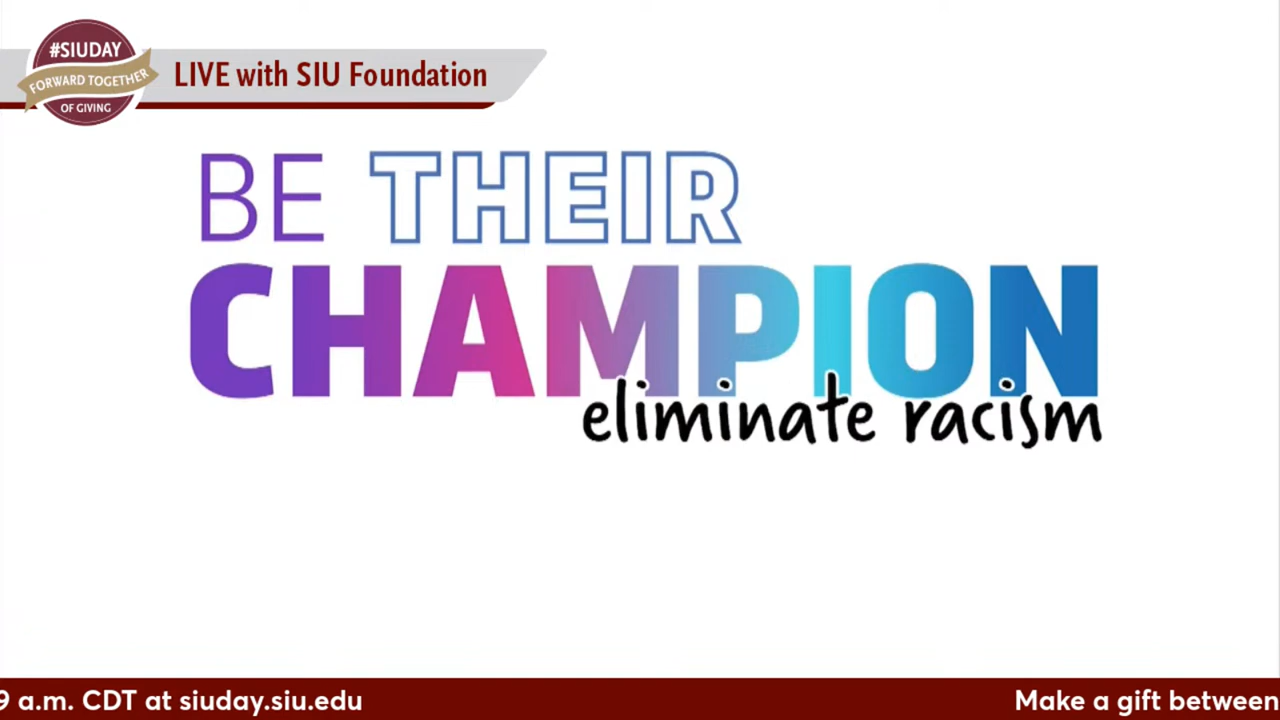 #SIUDAY
FORWARD TOGETHER
OF GIVING
LIVE with SIU Foundation
BE THEIR
CHAMPION
eliminate racism
9 a.m. CDT at siuday.siu.edu
Make a gift between